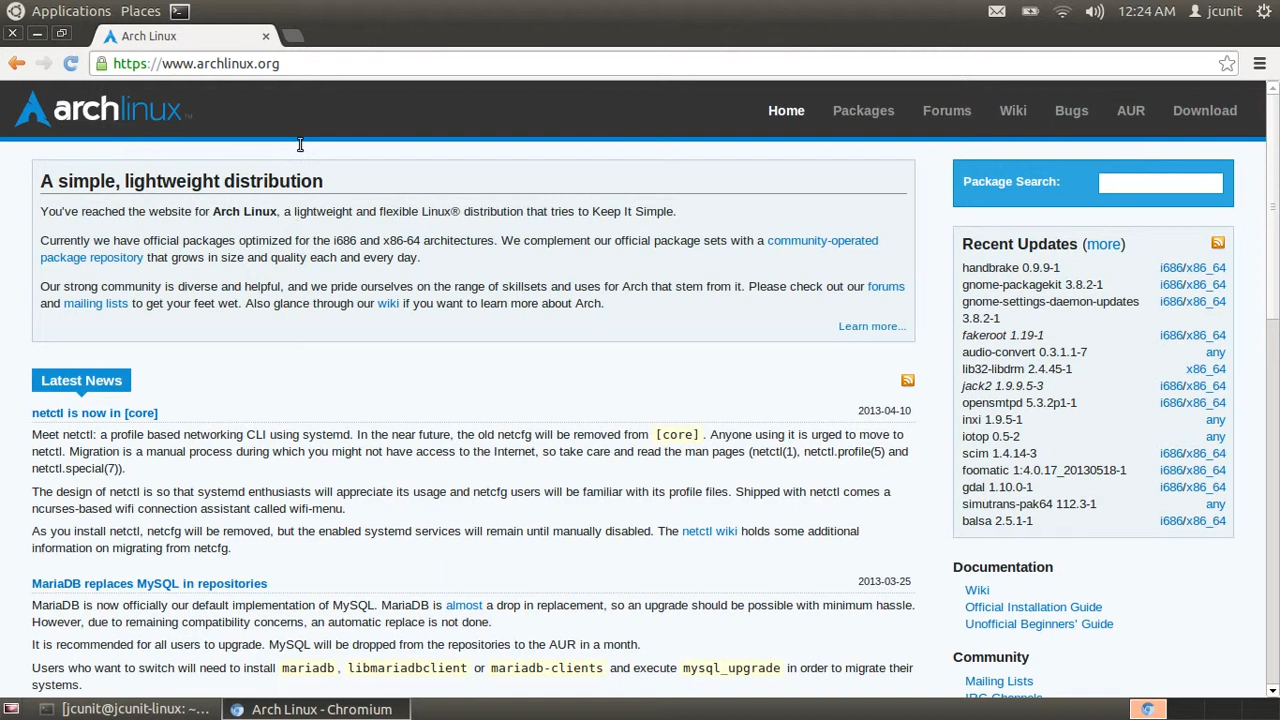 Applications Places 12:24 AM jcunit
Arch Linux
https://www.archlinux.org
archlinux™ Home Packages Forums Wiki Bugs AUR Download
A simple, lightweight distribution
You've reached the website for Arch Linux, a lightweight and flexible Linux® distribution that tries to Keep It Simple.
Currently we have official packages optimized for the i686 and x86-64 architectures. We complement our official package sets with a community-operated
package repository that grows in size and quality each and every day.
Our strong community is diverse and helpful, and we pride ourselves on the range of skillsets and uses for Arch that stem from it. Please check out our forums
and mailing lists to get your feet wet. Also glance through our wiki if you want to learn more about Arch.
Learn more...
Latest News
netctl is now in [core] 2013-04-10
Meet netctl: a profile based networking CLI using systemd. In the near future, the old netcfg will be removed from [core]. Anyone using it is urged to move to
netctl. Migration is a manual process during which you might not have access to the Internet, so take care and read the man pages (netctl(1), netctl.profile(5) and
netctl.special(7)).
The design of netctl is so that systemd enthusiasts will appreciate its usage and netcfg users will be familiar with its profile files. Shipped with netctl comes a
ncurses-based wifi connection assistant called wifi-menu.
As you install netctl, netcfg will be removed, but the enabled systemd services will remain until manually disabled. The netctl wiki holds some additional
information on migrating from netcfg.
MariaDB replaces MySQL in repositories 2013-03-25
MariaDB is now officially our default implementation of MySQL. MariaDB is almost a drop in replacement, so an upgrade should be possible with minimum hassle.
However, due to remaining compatibility concerns, an automatic replace is not done.
It is recommended for all users to upgrade. MySQL will be dropped from the repositories to the AUR in a month.
Users who want to switch will need to install mariadb, libmariadbclient or mariadb-clients and execute mysql_upgrade in order to migrate their
systems.
Package Search:
Recent Updates (more)
handbrake 0.9.9-1 i686/x86_64
gnome-packagekit 3.8.2-1 i686/x86_64
gnome-settings-daemon-updates i686/x86_64
3.8.2-1
fakeroot 1.19-1 i686/x86_64
audio-convert 0.3.1.1-7 any
lib32-libdrm 2.4.45-1 x86_64
jack2 1.9.9.5-3 i686/x86_64
opensmtpd 5.3.2p1-1 i686/x86_64
inxi 1.9.5-1 any
iotop 0.5-2 any
scim 1.4.14-3 i686/x86_64
foomatic 1:4.0.17_20130518-1 i686/x86_64
gdal 1.10.0-1 i686/x86_64
simutrans-pak64 112.3-1 any
balsa 2.5.1-1 i686/x86_64
Documentation
Wiki
Official Installation Guide
Unofficial Beginners' Guide
Community
Mailing Lists
IRC Channels
[jcunit@jcunit-linux: ~... Arch Linux - Chromium